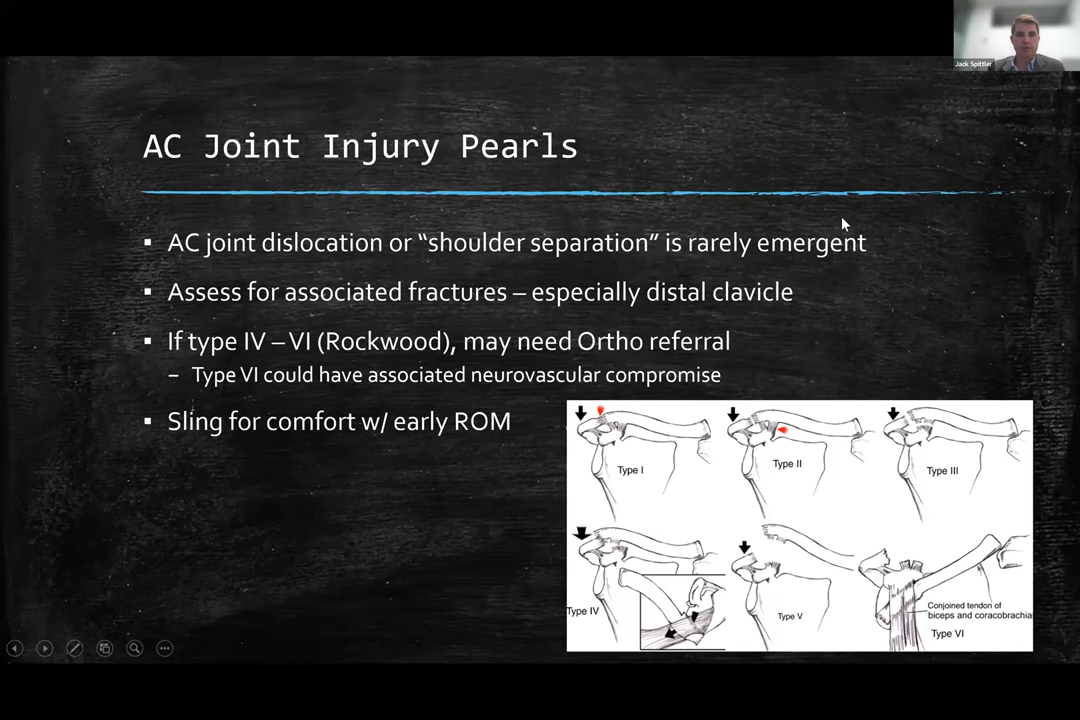 Jack Spittler
AC Joint Injury Pearls
▪ AC joint dislocation or “shoulder separation” is rarely emergent
▪ Assess for associated fractures – especially distal clavicle
▪ If type IV – VI (Rockwood), may need Ortho referral
– Type VI could have associated neurovascular compromise
▪ Sling for comfort w/ early ROM
Type I
Type II
Type III
Type IV
Type V
Conjoined tendon of
biceps and coracobrachia
Type VI